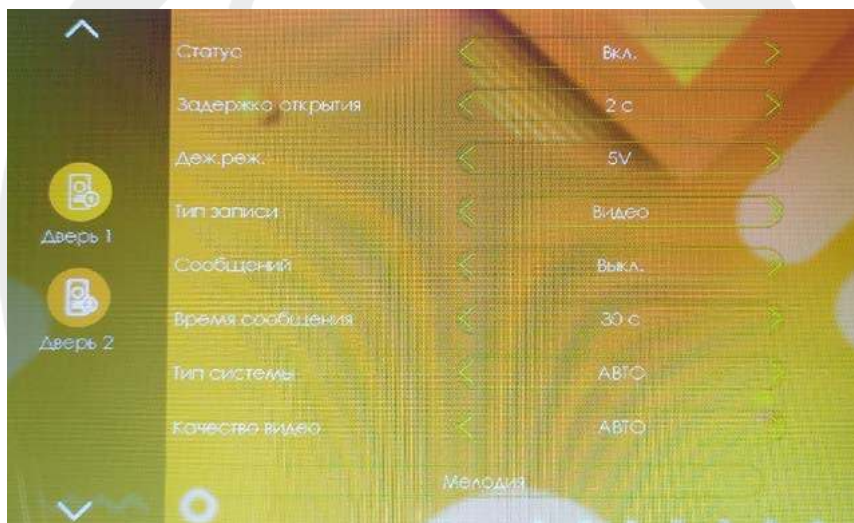 Статус Вкл.
Задержка открытия 2 с
Деж.реж. 5V
Тип записи Видео
Дверь 1
Сообщений Выкл.
Время сообщения 30 с
Дверь 2
Тип системы АВТО
Качество видео АВТО
Мелодия